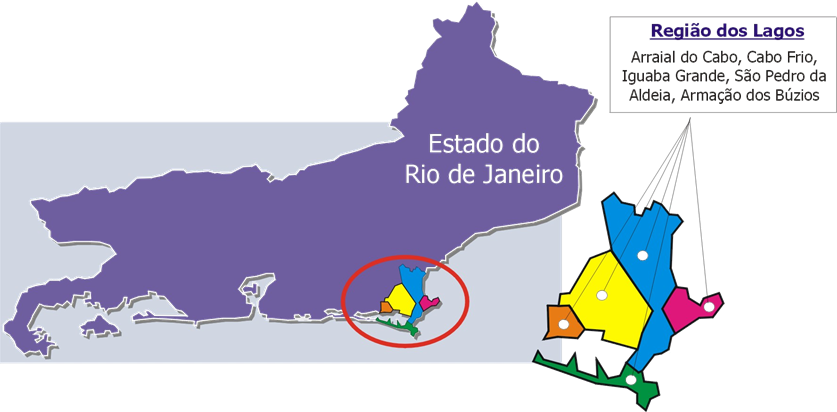 Região dos Lagos
Arraial do Cabo, Cabo Frio,
Iguaba Grande, São Pedro da
Aldeia, Armação dos Búzios
Estado do
Rio de Janeiro